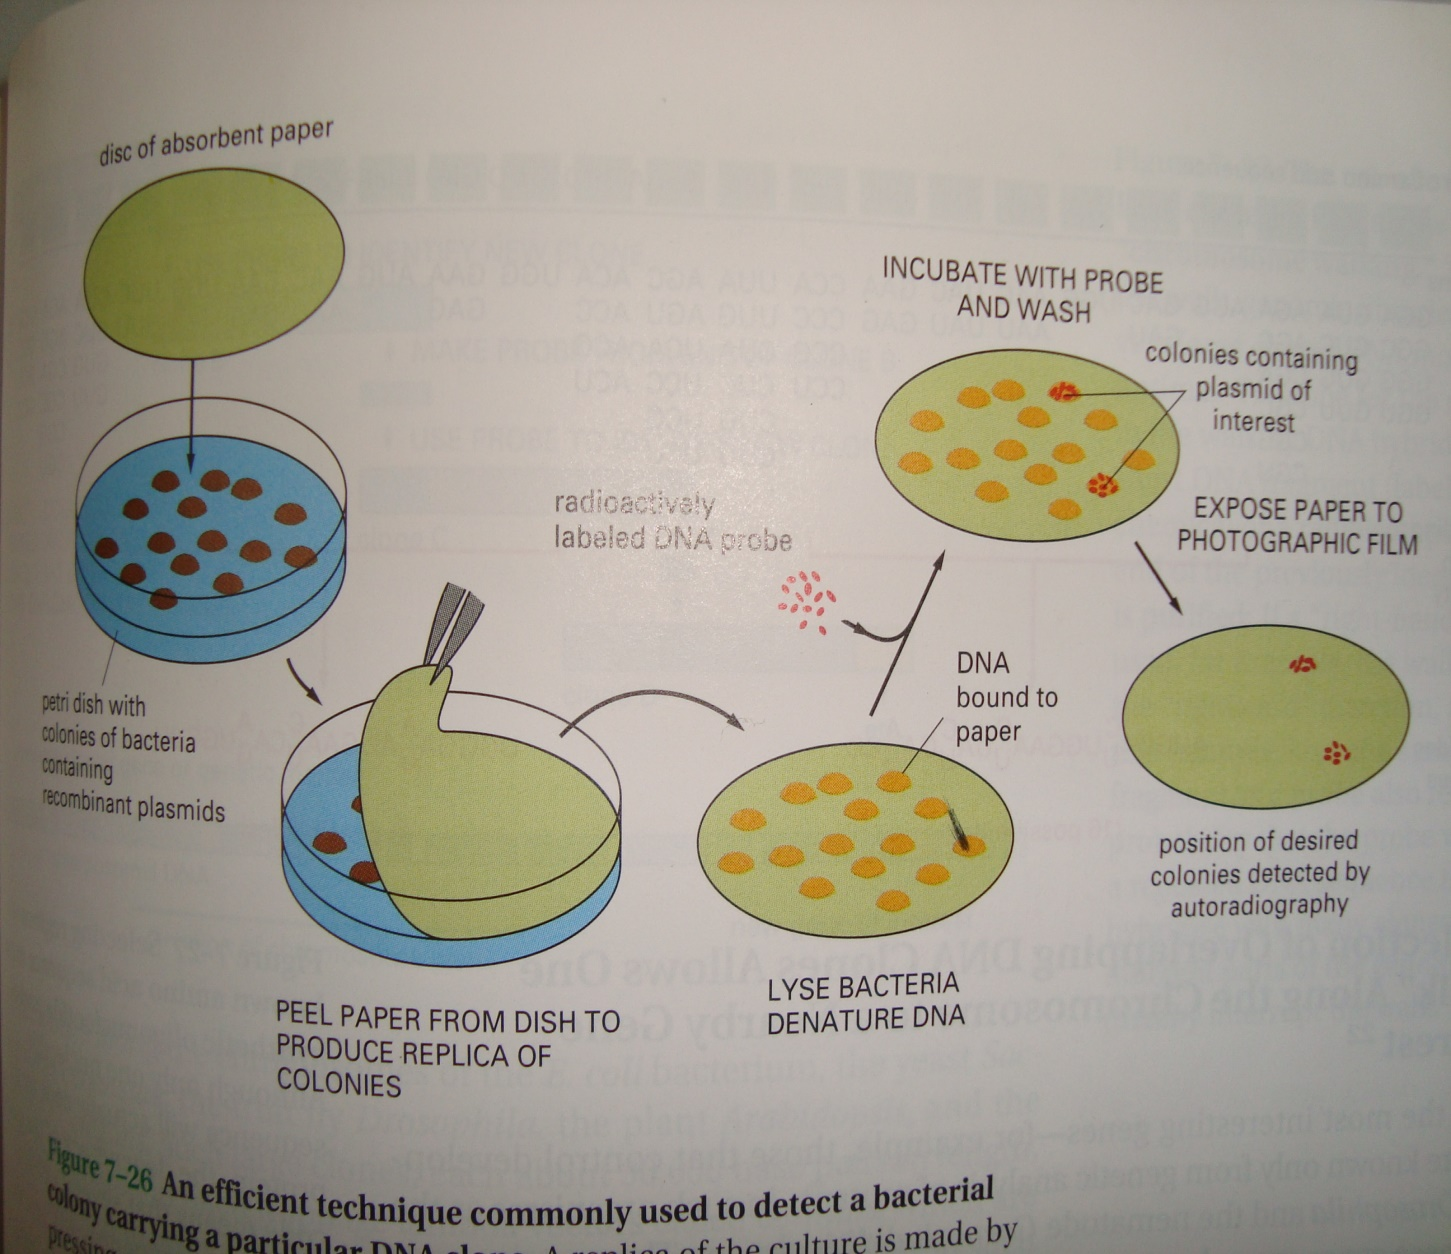 disc of absorbent paper
petri dish with
colonies of bacteria
containing
recombinant plasmids
PEEL PAPER FROM DISH TO
PRODUCE REPLICA OF
COLONIES
radioactively
labeled DNA probe
DNA
bound to
paper
LYSE BACTERIA
DENATURE DNA
INCUBATE WITH PROBE
AND WASH
colonies containing
plasmid of
interest
EXPOSE PAPER TO
PHOTOGRAPHIC FILM
position of desired
colonies detected by
autoradiography
Figure 7–26 An efficient technique commonly used to detect a bacterial
colony carrying a particular DNA clone. A replica of the culture is made by
pressing